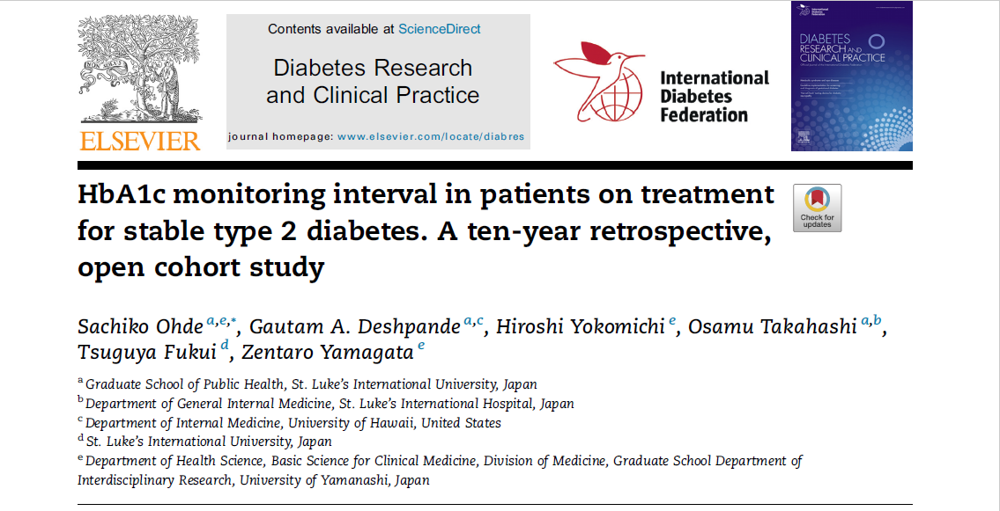 NON SOLUS
ELSEVIER
Contents available at ScienceDirect
Diabetes Research
and Clinical Practice
journal homepage: www.elsevier.com/locate/diabres
International
Diabetes
Federation
International
Diabetes
Federation
DIABETES
RESEARCH AND
CLINICAL PRACTICE
HbA1c monitoring interval in patients on treatment
for stable type 2 diabetes. A ten-year retrospective,
open cohort study
Check for
updates
Sachiko Ohde a,e,*, Gautam A. Deshpande a,c, Hiroshi Yokomichi e, Osamu Takahashi a,b,
Tsuguya Fukui d, Zentaro Yamagata e
a Graduate School of Public Health, St. Luke's International University, Japan
b Department of General Internal Medicine, St. Luke's International Hospital, Japan
c Department of Internal Medicine, University of Hawaii, United States
d St. Luke's International University, Japan
e Department of Health Science, Basic Science for Clinical Medicine, Division of Medicine, Graduate School Department of
Interdisciplinary Research, University of Yamanashi, Japan